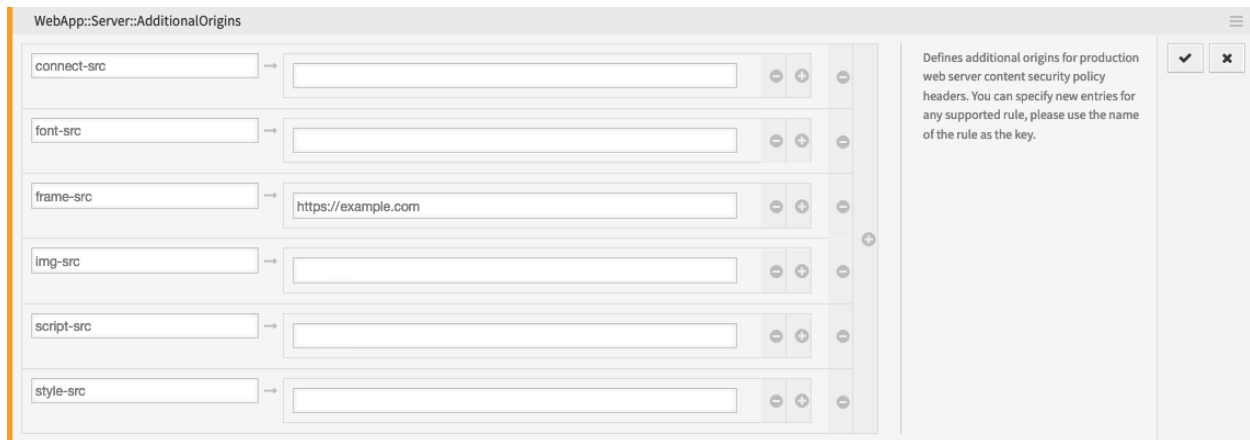 WebApp::Server::AdditionalOrigins
connect-src
font-src
frame-src
https://example.com
img-src
script-src
style-src
Defines additional origins for production
web server content security policy
headers. You can specify new entries for
any supported rule, please use the name
of the rule as the key.